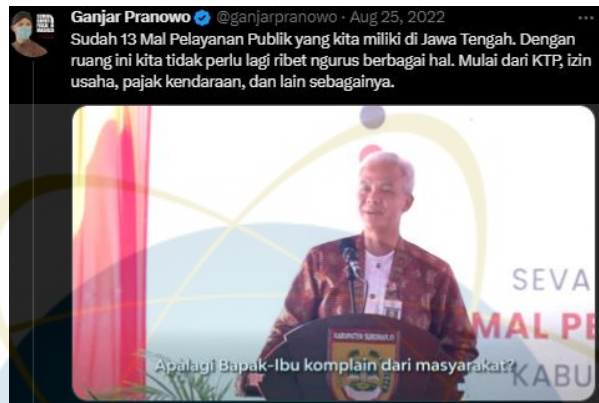 Ganjar Pranowo @ganjarpranowo · Aug 25, 2022
Sudah 13 Mal Pelayanan Publik yang kita miliki di Jawa Tengah. Dengan
ruang ini kita tidak perlu lagi ribet ngurus berbagai hal. Mulai dari KTP, izin
usaha, pajak kendaraan, dan lain sebagainya.
SEVA
MAL PE
KABU
KABUPATEN SUKOHARJO
Apalagi Bapak-Ibu komplain dari masyarakat?